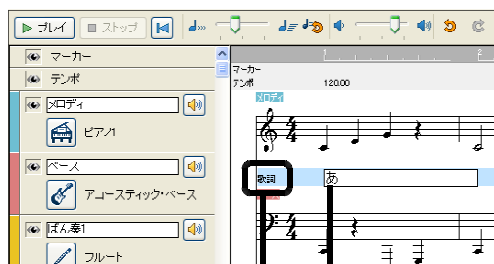 プレイ ストップ
マーカー
テンポ
メロディ
ピアノ1
ベース
アコースティック・ベース
ばん奏1
フルート
1 2
マーカー
テンポ 120.00
メロディ
歌詞 あ